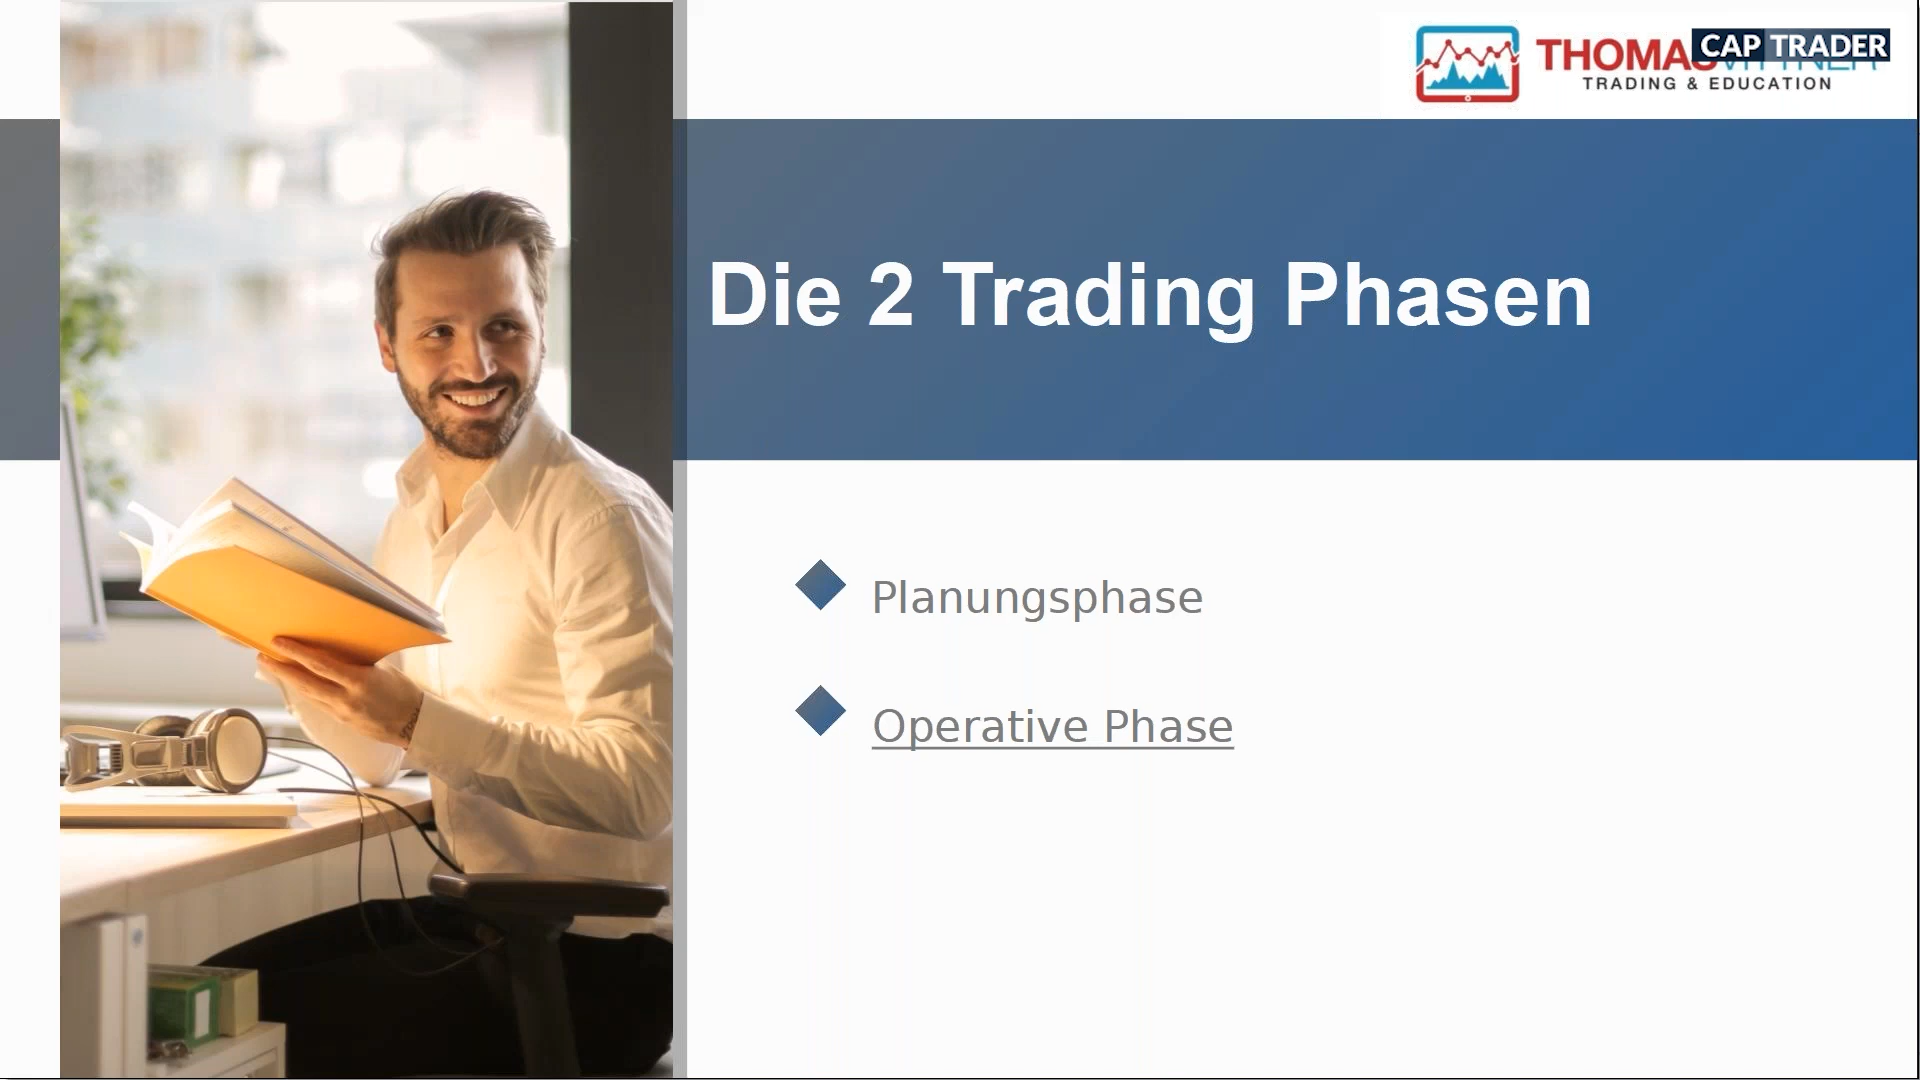 THOMAS
CAP TRADER
TRADING & EDUCATION
Die 2 Trading Phasen
Planungsphase
Operative Phase